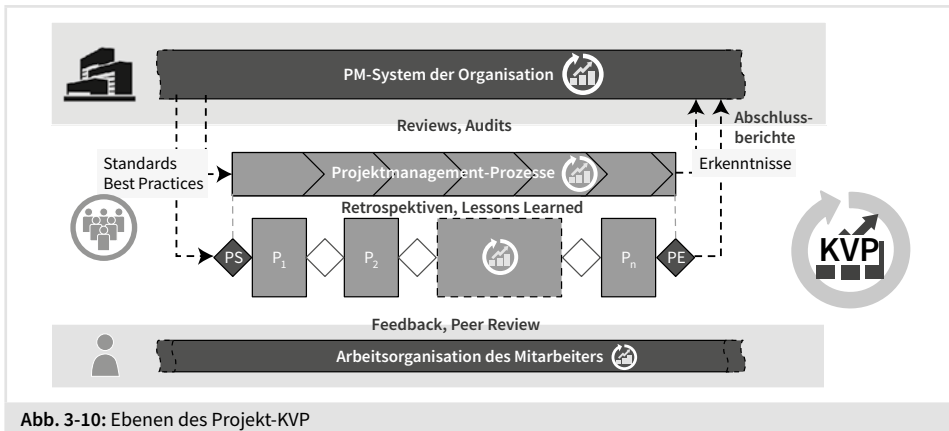 PM-System der Organisation
Reviews, Audits
Abschluss-
berichte
Standards
Best Practices
Projektmanagement-Prozesse
Erkenntnisse
Retrospektiven, Lessons Learned
PS
P1
P2
Pn
PE
KVP
Feedback, Peer Review
Arbeitsorganisation des Mitarbeiters
Abb. 3-10: Ebenen des Projekt-KVP